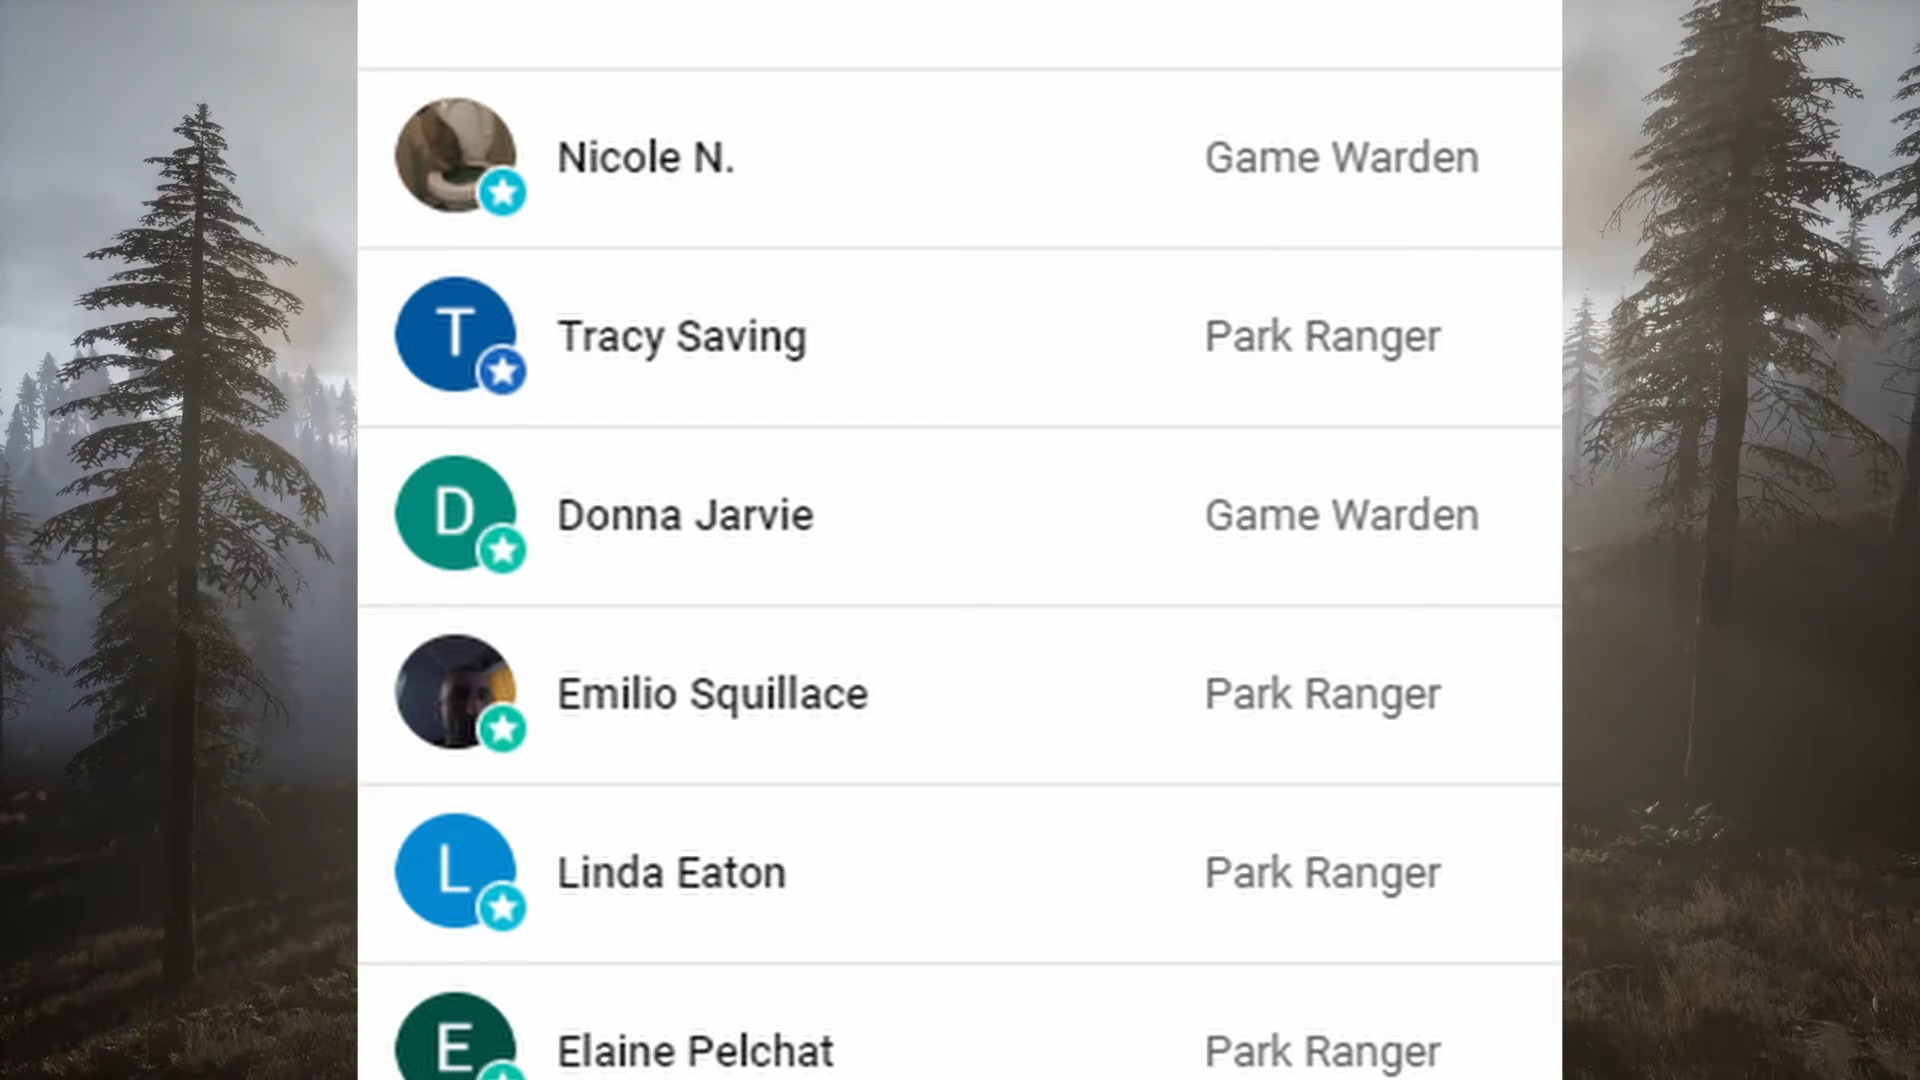 Nicole N. Game Warden
T Tracy Saving Park Ranger
D Donna Jarvie Game Warden
Emilio Squillace Park Ranger
L Linda Eaton Park Ranger
E Elaine Pelchat Park Ranger